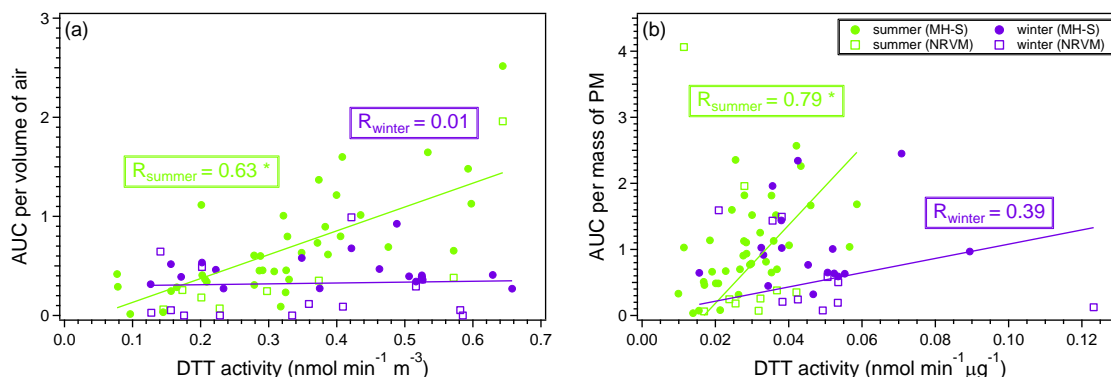 (a)
AUC per volume of air
3
2
1
0
R_winter = 0.01
R_summer = 0.63 *
0.0 0.1 0.2 0.3 0.4 0.5 0.6 0.7
DTT activity (nmol min⁻¹ m⁻³)
(b)
summer (MH-S) winter (MH-S)
summer (NRVM) winter (NRVM)
AUC per mass of PM
4
3
2
1
0
R_summer = 0.79 *
R_winter = 0.39
0.00 0.02 0.04 0.06 0.08 0.10 0.12
DTT activity (nmol min⁻¹µg⁻¹)